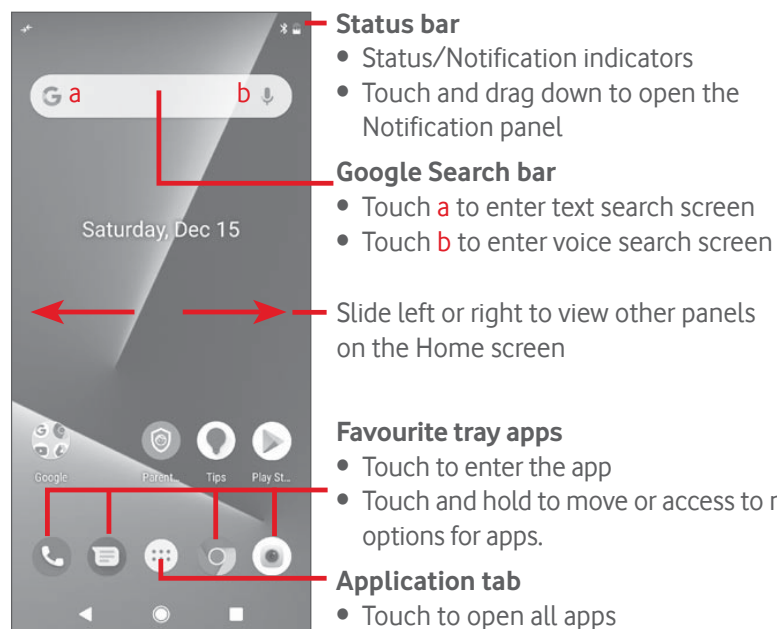 Status bar
• Status/Notification indicators
• Touch and drag down to open the
Notification panel
G a b
Google Search bar
• Touch a to enter text search screen
• Touch b to enter voice search screen
Saturday, Dec 15
Slide left or right to view other panels
on the Home screen
Favourite tray apps
• Touch to enter the app
Google Parent... Tips Play St...
• Touch and hold to move or access to
options for apps.
Application tab
• Touch to open all apps